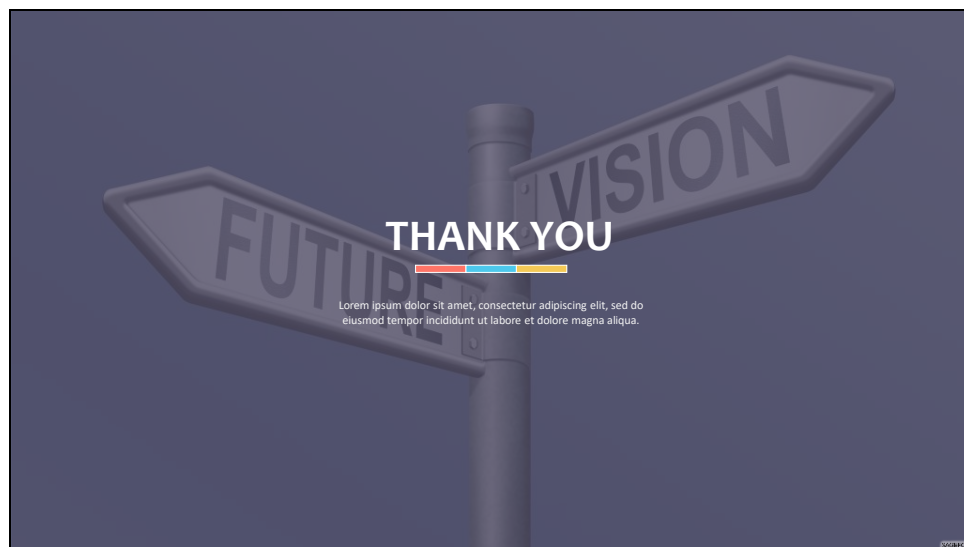 VISION
FUTURE
THANK YOU
Lorem ipsum dolor sit amet, consectetur adipiscing elit, sed do
eiusmod tempor incididunt ut labore et dolore magna aliqua.